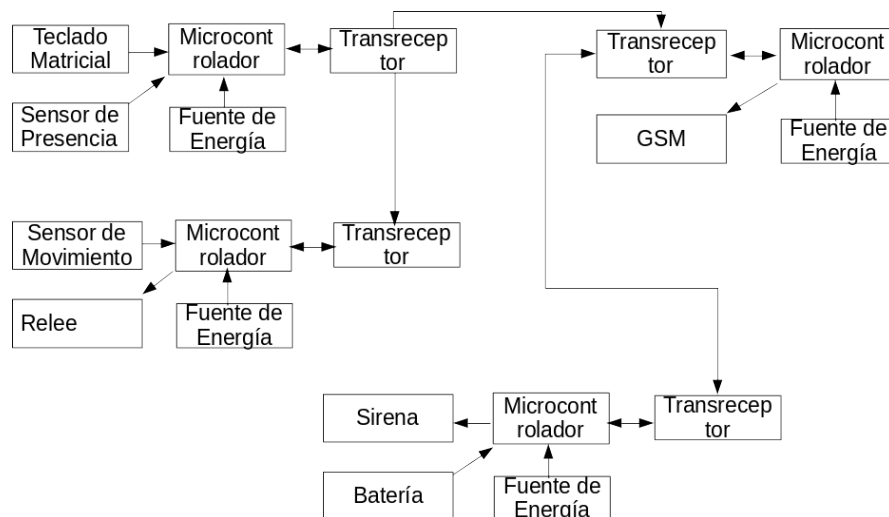 Teclado
Matricial
Microcont
rolador
Transrecep
tor
Sensor de
Presencia
Fuente de
Energía
Transrecep
tor
Microcont
rolador
GSM
Fuente de
Energía
Sensor de
Movimiento
Microcont
rolador
Transrecep
tor
Relee
Fuente de
Energía
Sirena
Microcont
rolador
Transrecep
tor
Batería
Fuente de
Energía